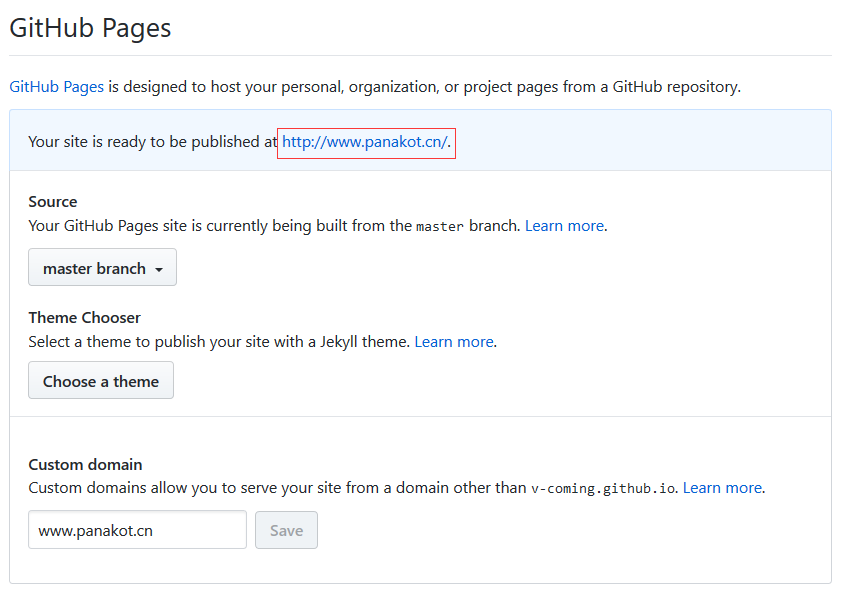 GitHub Pages
GitHub Pages is designed to host your personal, organization, or project pages from a GitHub repository.
Your site is ready to be published at http://www.panakot.cn/.
Source
Your GitHub Pages site is currently being built from the master branch. Learn more.
master branch
Theme Chooser
Select a theme to publish your site with a Jekyll theme. Learn more.
Choose a theme
Custom domain
Custom domains allow you to serve your site from a domain other than v-coming.github.io. Learn more.
www.panakot.cn Save